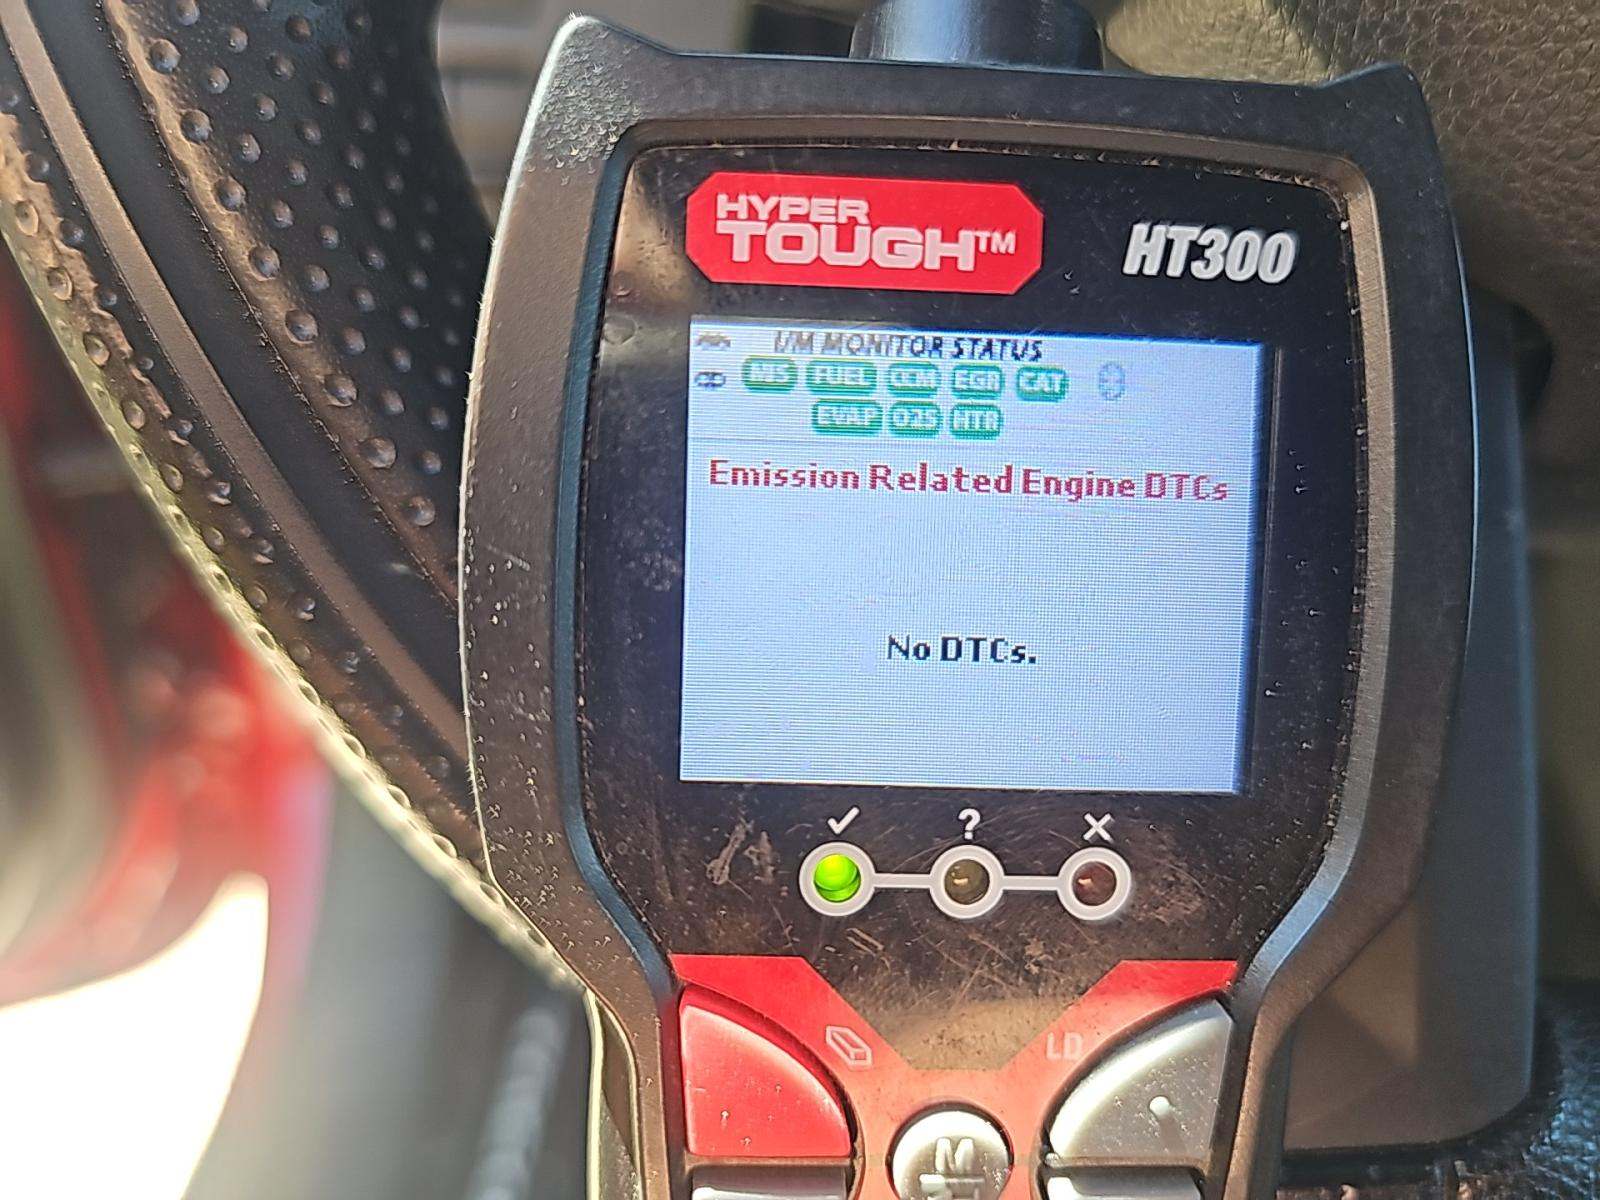 HYPER
TOUGH™
HT300
I/M MONITOR STATUS
MIS FUEL CCM EGR CAT
EVAP O2S HTR
Emission Related Engine DTCs
No DTCs.
✓ ? ✕
LD
M